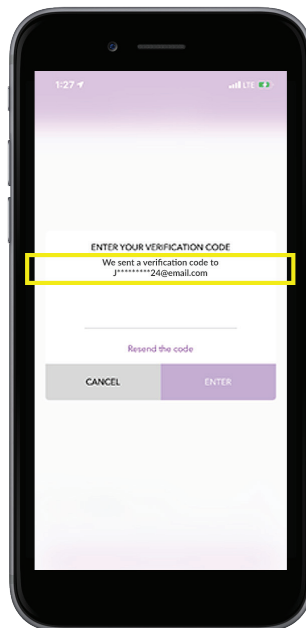 1:27
LTE
ENTER YOUR VERIFICATION CODE
We sent a verification code to
J*********24@email.com
Resend the code
CANCEL
ENTER